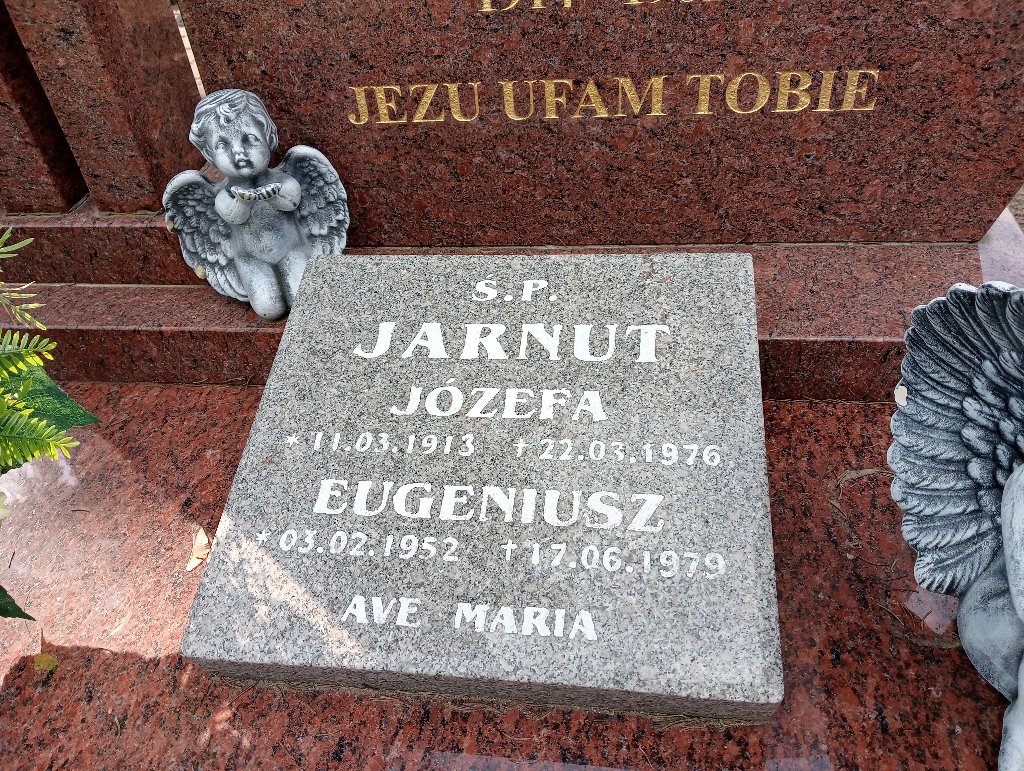 JEZU UFAM TOBIE
Ś.P.
JARNUT
JÓZEFA
* 11.03.1913 + 22.03.1976
EUGENIUSZ
* 03.02.1952 + 17.06.1979
AVE MARIA